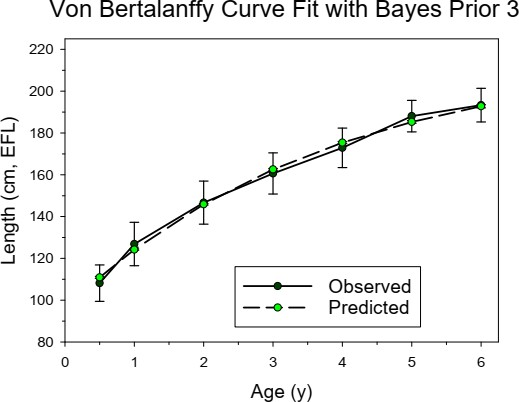 Von Bertalanffy Curve Fit with Bayes Prior 3
220
200
180
160
140
120
100
80
Length (cm, EFL)
Observed
Predicted
0 1 2 3 4 5 6
Age (y)